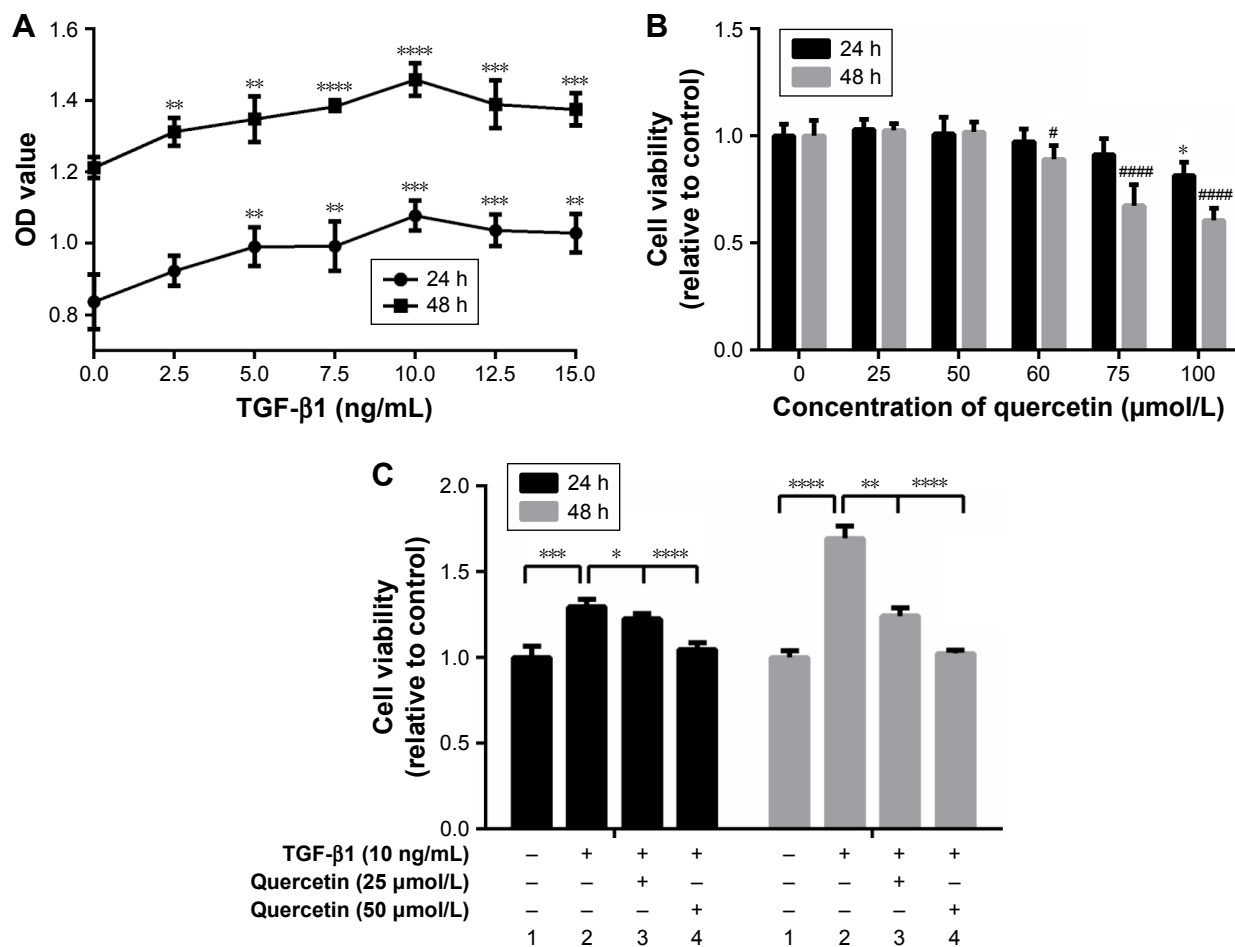 A
1.6
1.4
1.2
1.0
0.8
OD value
** ** **** **** *** ***
** ** *** *** **
24 h
48 h
0.0 2.5 5.0 7.5 10.0 12.5 15.0
TGF-β1 (ng/mL)
B
1.5
1.0
0.5
0.0
Cell viability
(relative to control)
24 h
48 h
# #### * ####
0 25 50 60 75 100
Concentration of quercetin (µmol/L)
C
2.0
1.5
1.0
0.5
0.0
Cell viability
(relative to control)
24 h
48 h
*** * ****
**** ** ****
TGF-β1 (10 ng/mL) – + + + – + + +
Quercetin (25 µmol/L) – – + – – – + –
Quercetin (50 µmol/L) – – – + – – – +
1 2 3 4 1 2 3 4